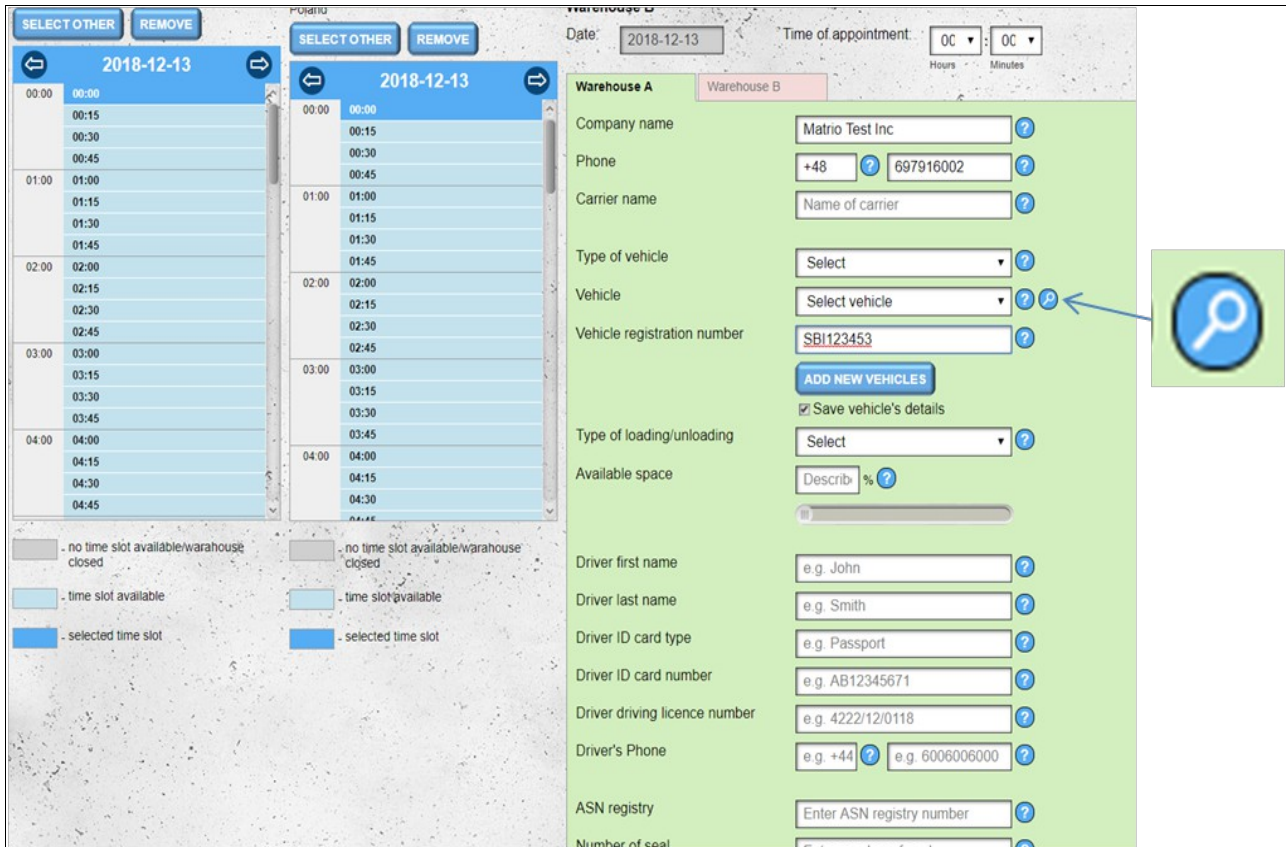 SELECT OTHER REMOVE
2018-12-13
00:00 00:00
00:15
00:30
00:45
01:00 01:00
01:15
01:30
01:45
02:00 02:00
02:15
02:30
02:45
03:00 03:00
03:15
03:30
03:45
04:00 04:00
04:15
04:30
04:45
- no time slot available/warahouse
closed
- time slot available
- selected time slot
Poland
SELECT OTHER REMOVE
2018-12-13
00:00 00:00
00:15
00:30
00:45
01:00 01:00
01:15
01:30
01:45
02:00 02:00
02:15
02:30
02:45
03:00 03:00
03:15
03:30
03:45
04:00 04:00
04:15
04:30
04:45
- no time slot available/warahouse
closed
- time slot available
- selected time slot
Warehouse B
Date: 2018-12-13 Time of appointment: 00 : 00
Hours Minutes
Warehouse A Warehouse B
Company name Matrio Test Inc ?
Phone +48 ? 697916002 ?
Carrier name Name of carrier ?
Type of vehicle Select ?
Vehicle Select vehicle ?
Vehicle registration number SBI123453 ?
ADD NEW VEHICLES
Save vehicle's details
Type of loading/unloading Select ?
Available space Describ % ?
Driver first name e.g. John ?
Driver last name e.g. Smith ?
Driver ID card type e.g. Passport ?
Driver ID card number e.g. AB12345671 ?
Driver driving licence number e.g. 4222/12/0118 ?
Driver's Phone e.g. +44 ? e.g. 6006006000 ?
ASN registry Enter ASN registry number ?
Number of seal